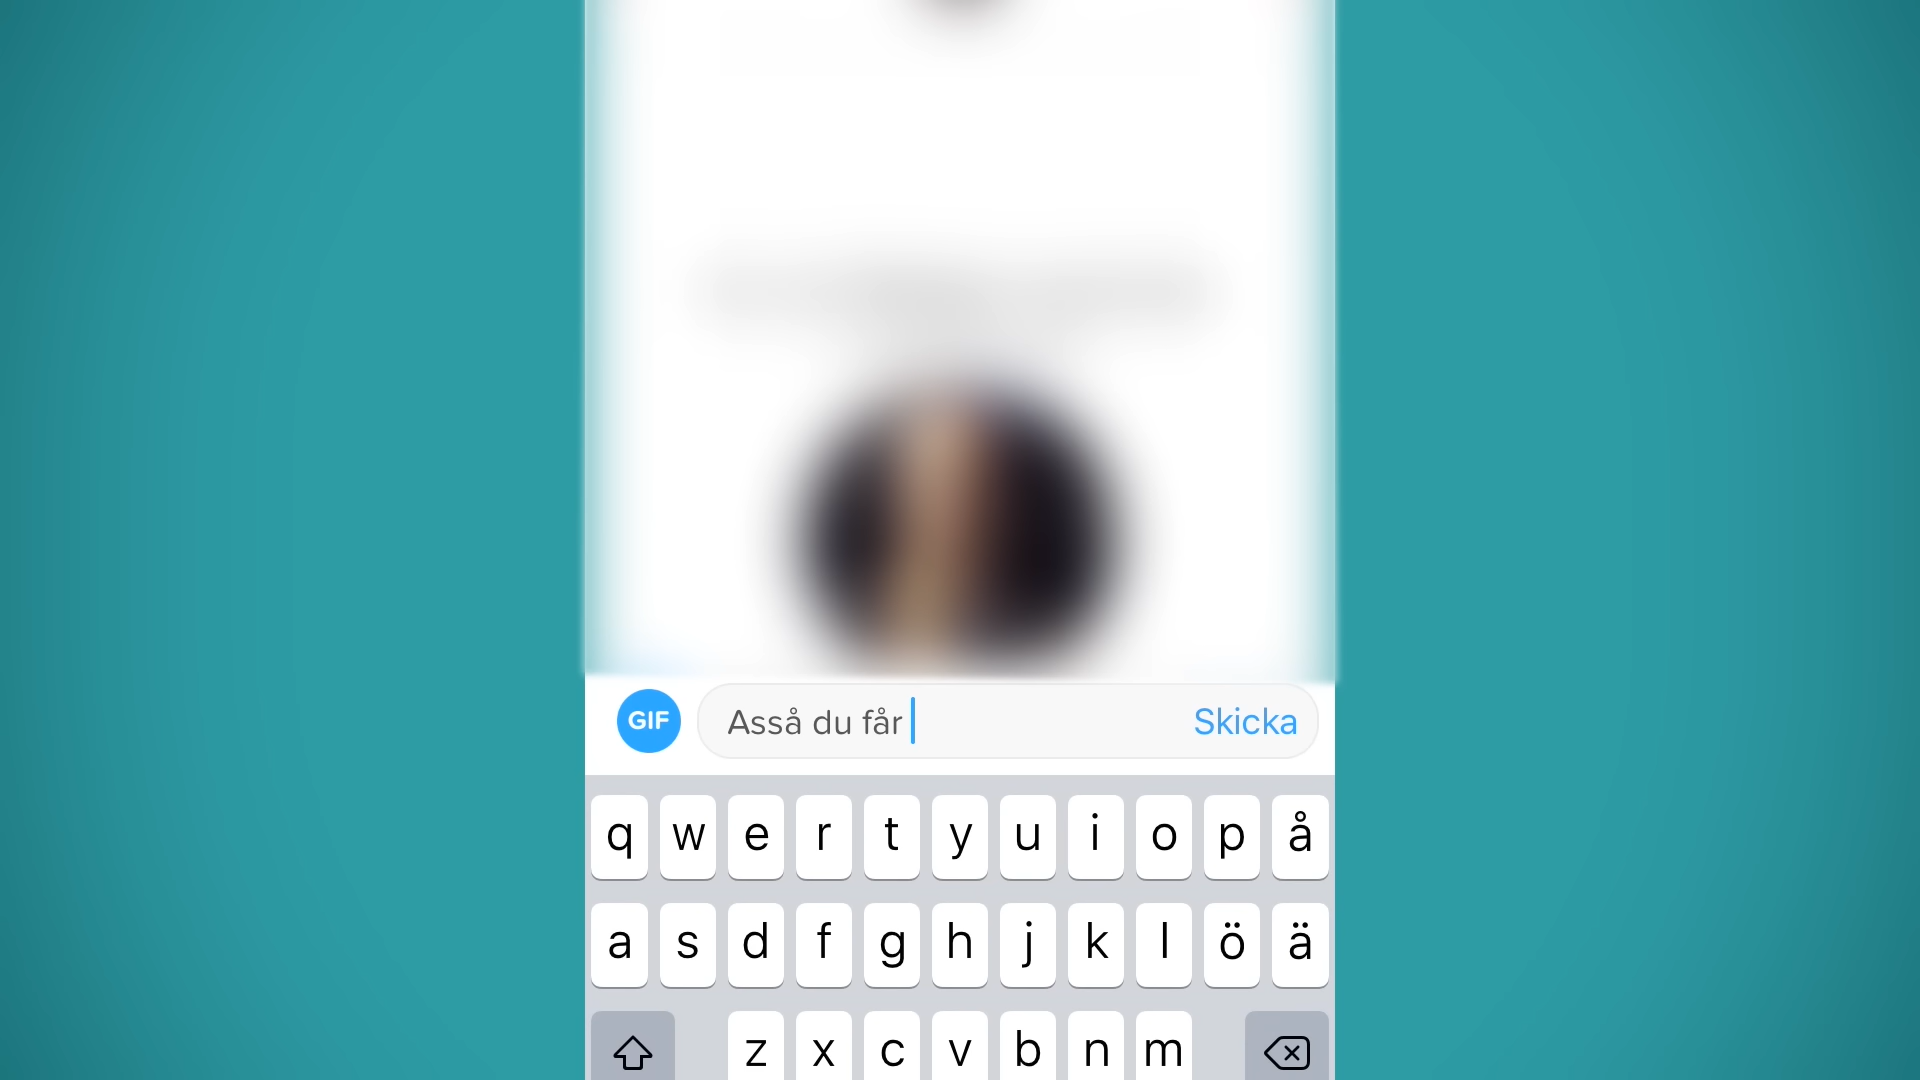 GIF
Asså du får
Skicka
q w e r t y u i o p å
a s d f g h j k l ö ä
z x c v b n m